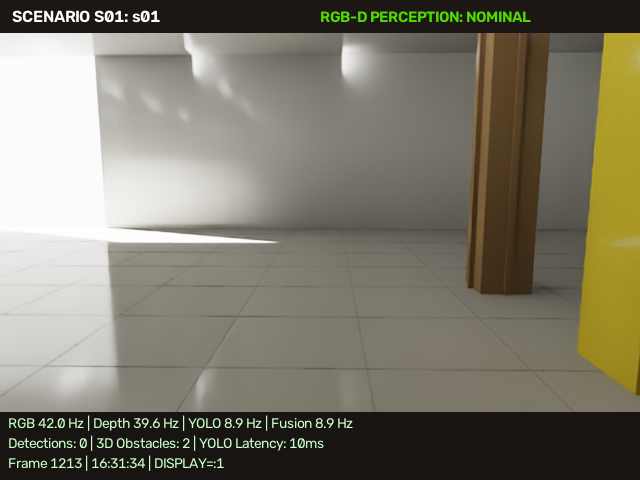 SCENARIO S01: s01
RGB-D PERCEPTION: NOMINAL
RGB 42.0 Hz | Depth 39.6 Hz | YOLO 8.9 Hz | Fusion 8.9 Hz
Detections: 0 | 3D Obstacles: 2 | YOLO Latency: 10ms
Frame 1213 | 16:31:34 | DISPLAY=:1